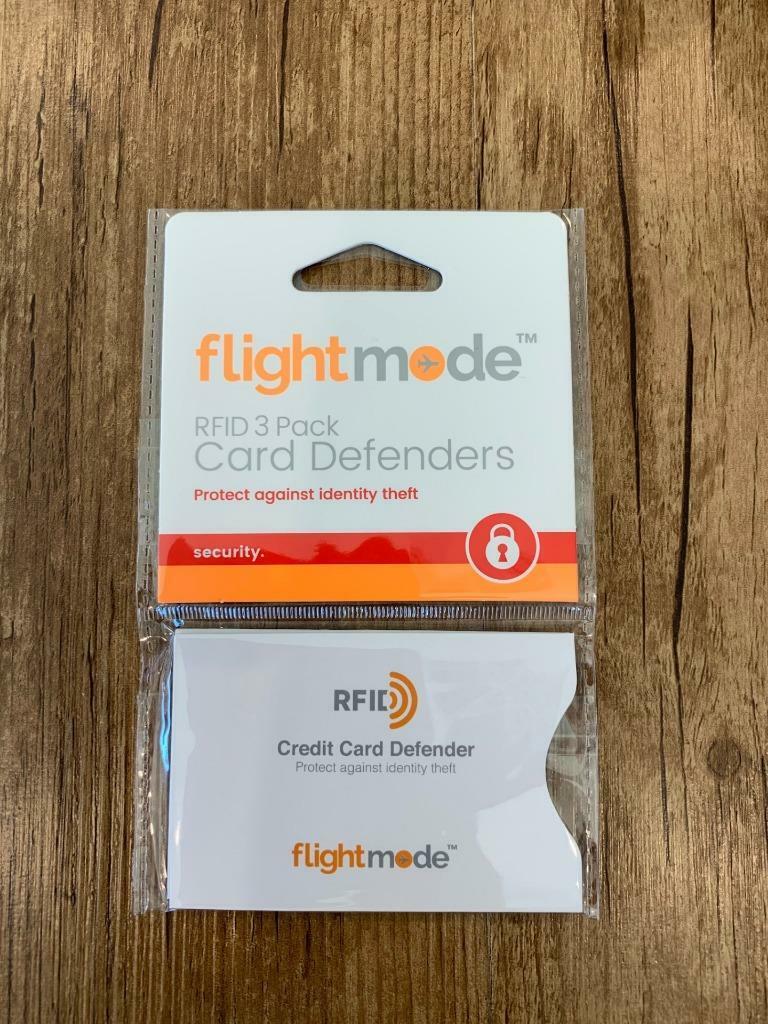 flightmode™
RFID 3 Pack
Card Defenders
Protect against identity theft
security.
RFID
Credit Card Defender
Protect against identity theft
flightmode™